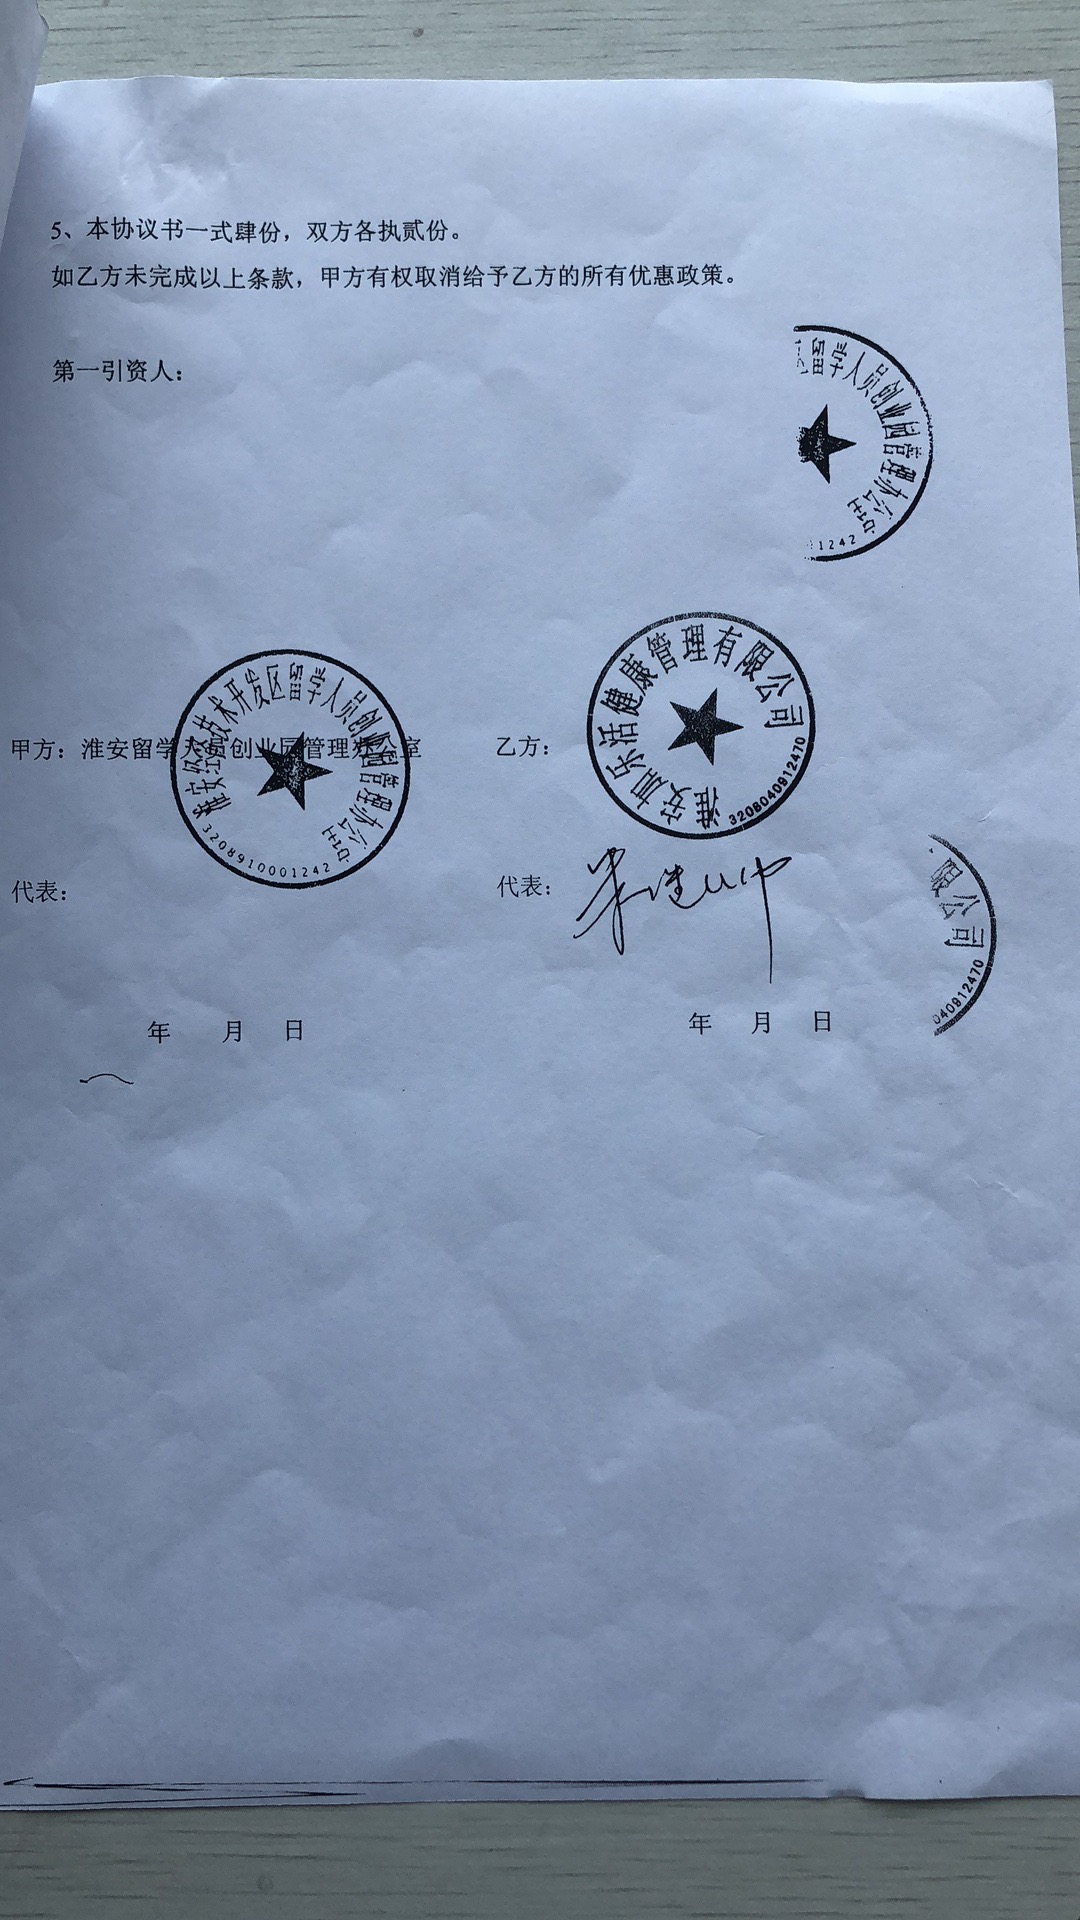 5、本协议书一式肆份，双方各执贰份。
如乙方未完成以上条款，甲方有权取消给予乙方的所有优惠政策。
第一引资人：
留学人员创业园管理办公室
1242
淮安经济技术开发区留学人员创业园管理办公室
3208910001242
淮安加乐活健康管理有限公司
3208040912470
甲方：淮安留学人员创业园管理办公室
乙方：
代表：
代表：
限公司
040912470
年 月 日
年 月 日